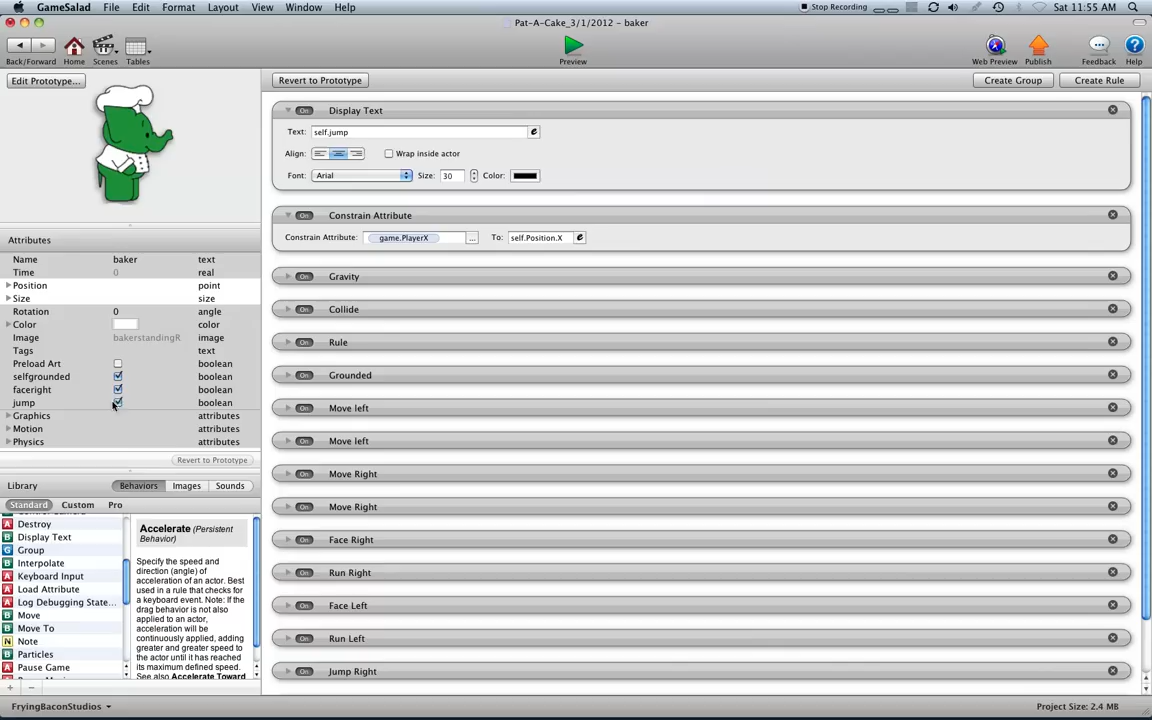 GameSalad File Edit Format Layout View Window Help Stop Recording Sat 11:55 AM
Pat-A-Cake_3/1/2012 - baker
Back/Forward Home Scenes Tables Preview Web Preview Publish Feedback Help
Edit Prototype... Revert to Prototype Create Group Create Rule
On Display Text
Text: self.jump e
Align: Wrap inside actor
Font: Arial Size: 30 Color:
On Constrain Attribute
Constrain Attribute: game.PlayerX ... To: self.Position.X e
On Gravity
On Collide
On Rule
On Grounded
On Move left
On Move left
On Move Right
On Move Right
On Face Right
On Run Right
On Face Left
On Run Left
On Jump Right
Attributes
Name baker text
Time 0 real
Position point
Size size
Rotation 0 angle
Color color
Image bakerstandingR image
Tags text
Preload Art boolean
selfgrounded boolean
faceright boolean
jump boolean
Graphics attributes
Motion attributes
Physics attributes
Revert to Prototype
Library Behaviors Images Sounds
Standard Custom Pro
A Destroy
B Display Text
G Group
B Interpolate
A Keyboard Input
A Load Attribute
A Log Debugging State...
B Move
B Move To
N Note
B Particles
A Pause Game
Accelerate (Persistent
Behavior)
Specify the speed and
direction (angle) of
acceleration of an actor. Best
used in a rule that checks for
a keyboard event. Note: If the
drag behavior is not also
applied to an actor,
acceleration will be
continuously applied, adding
greater and greater speed to
the actor until it has reached
its maximum defined speed.
See also Accelerate Toward
FryingBaconStudios Project Size: 2.4 MB